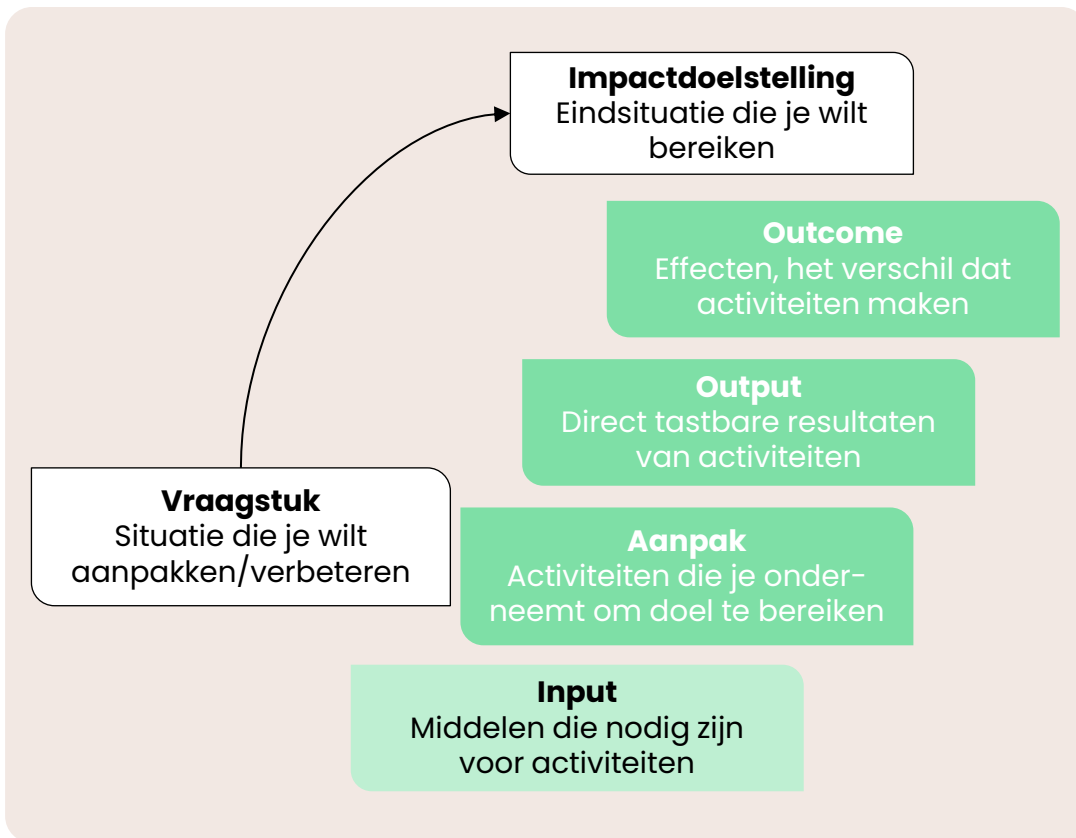 Impactdoelstelling
Eindsituatie die je wilt
bereiken
Outcome
Effecten, het verschil dat
activiteiten maken
Output
Direct tastbare resultaten
van activiteiten
Vraagstuk
Situatie die je wilt
aanpakken/verbeteren
Aanpak
Activiteiten die je onder-
neemt om doel te bereiken
Input
Middelen die nodig zijn
voor activiteiten